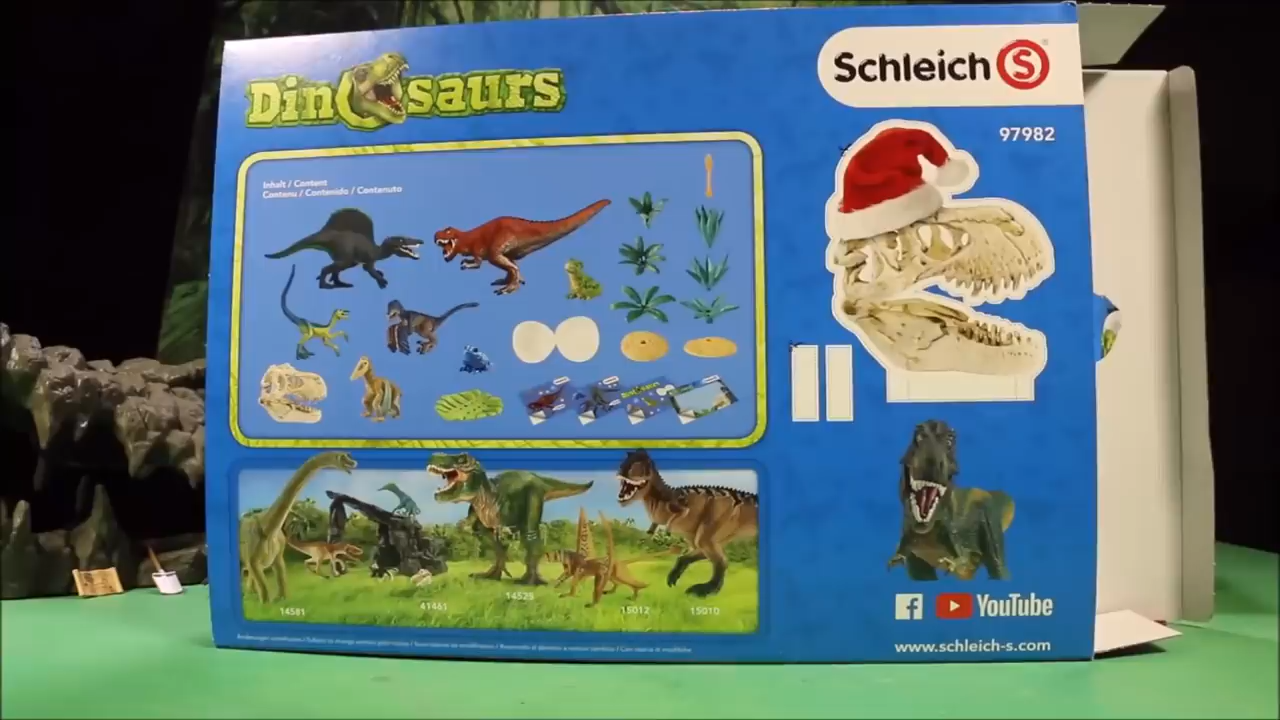 Dinosaurs
Schleich S
97982
Inhalt / Content
Contenu / Contenido / Contenuto
14581
41461
14525
15012
15010
YouTube
www.schleich-s.com